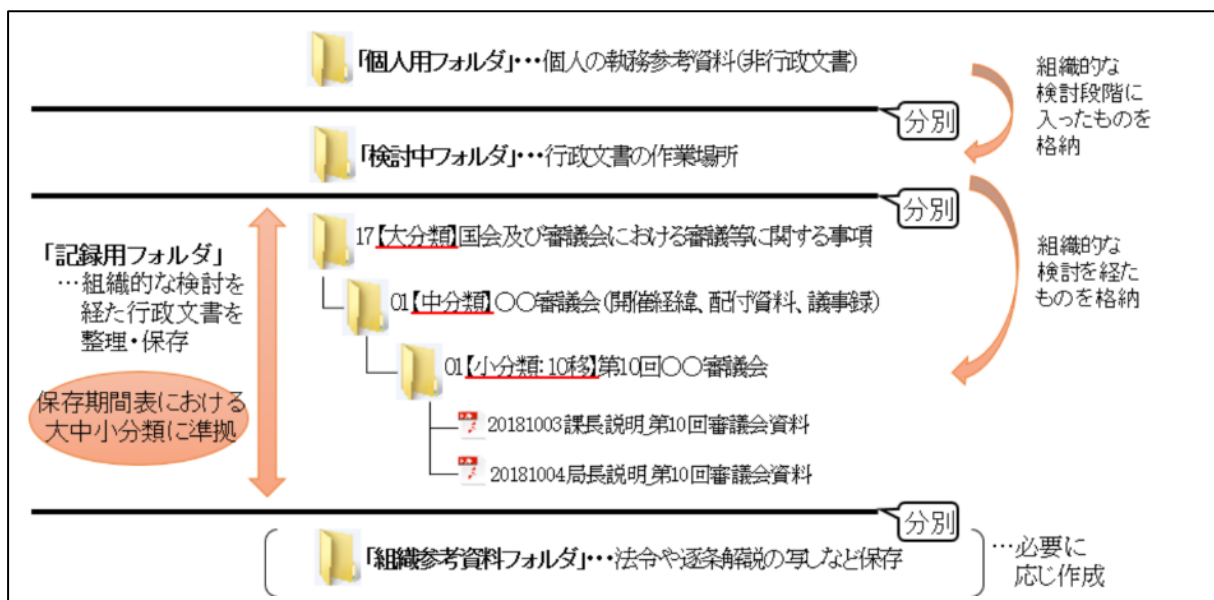 「個人用フォルダ」・・・個人の執務参考資料(非行政文書)
組織的な
検討段階に
入ったものを
格納
分別
「検討中フォルダ」・・・行政文書の作業場所
分別
17【大分類】国会及び審議会における審議等に関する事項
「記録用フォルダ」
…組織的な検討を
経た行政文書を
整理・保存
組織的な
検討を経た
ものを格納
01【中分類】〇〇審議会(開催経緯、配付資料、議事録)
01【小分類:10移】第10回〇〇審議会
保存期間表における
大中小分類に準拠
20181003課長説明_第10回審議会資料
20181004局長説明_第10回審議会資料
分別
「組織参考資料フォルダ」・・・法令や逐条解説の写しなど保存
…必要に
応じ作成